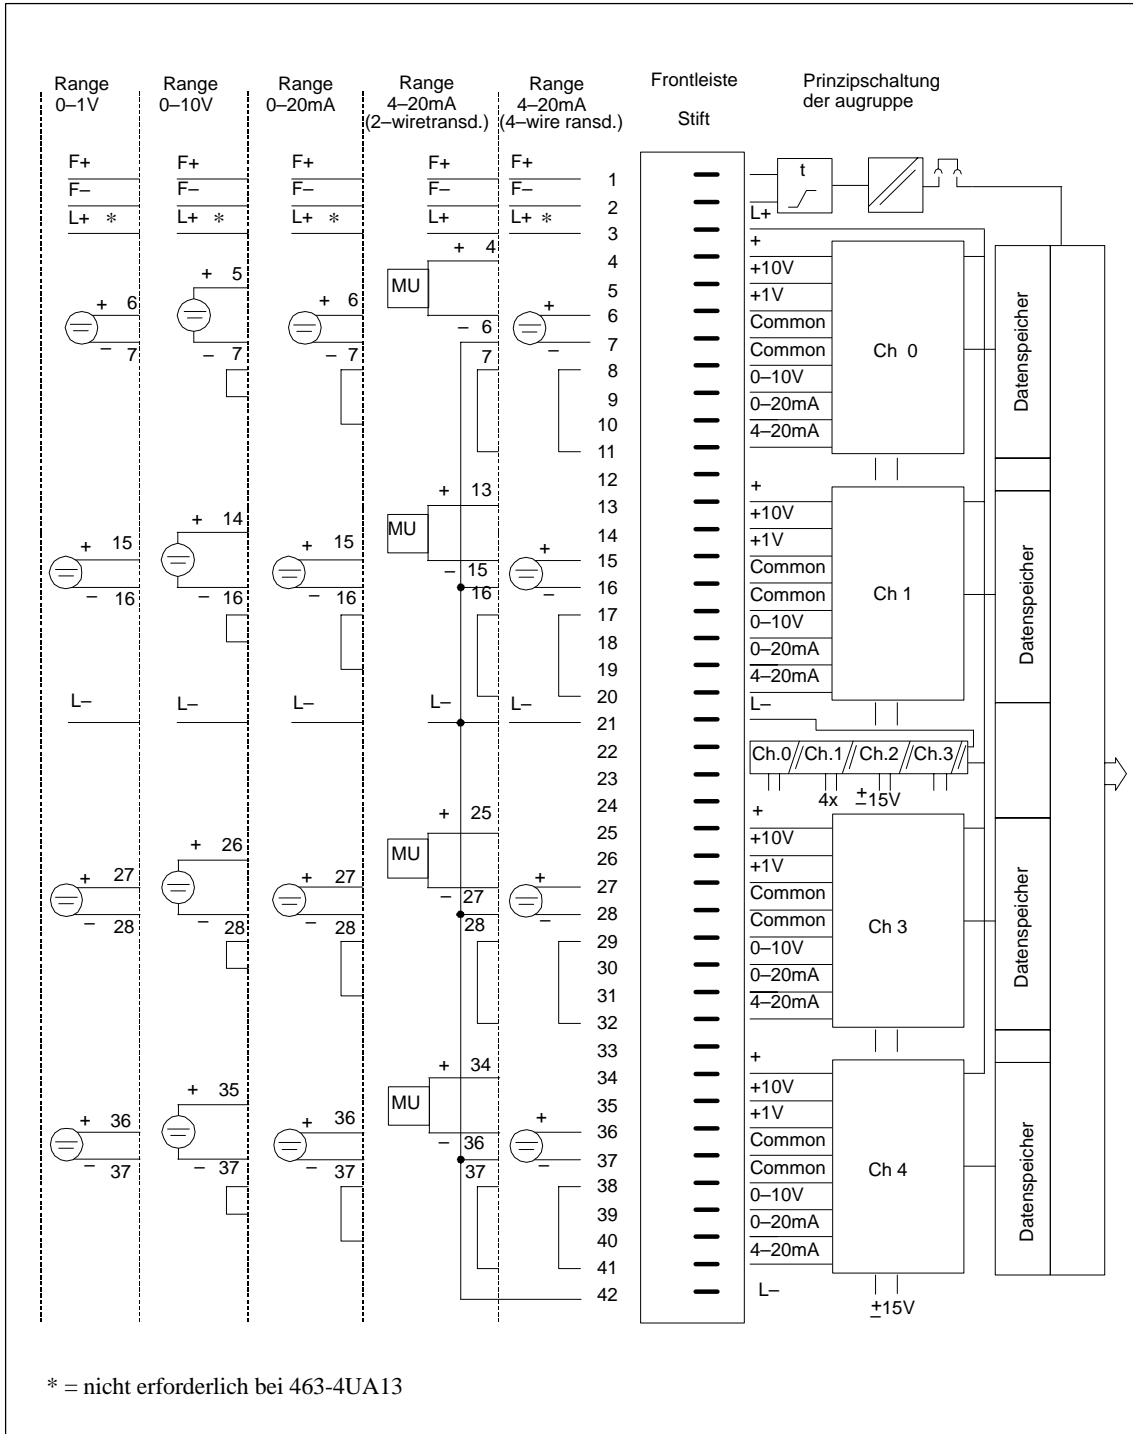 Range
0–1V
Range
0–10V
Range
0–20mA
Range
4–20mA
(2–wiretransd.)
Range
4–20mA
(4–wire ransd.)
Frontleiste
Stift
Prinzipschaltung
der augruppe
F+ F+ F+ F+ F+ 1 t
F– F– F– F– F– 2
L+ * L+ * L+ * L+ L+ * 3 L+
+ 4 4 +
+ 5 MU 5 +10V
+ 6 + 6 + 6 +1V
– 6 Common
– 7 – 7 – 7 7 – 7 Common
Ch 0
8 0–10V
9 0–20mA
10 4–20mA
11
Datenspeicher
12
+ 13 13 +
+ 14 MU 14 +10V
+ 15 + 15 + 15 +1V
– 15 Common
– 16 – 16 – 16 16 – 16 Common
Ch 1
17 0–10V
18 0–20mA
19 4–20mA
20
Datenspeicher
L– L– L– L– L– 21 L–
22 Ch.0 Ch.1 Ch.2 Ch.3
23
24 4x ±15V
+ 25 25 +
+ 26 MU 26 +10V
+ 27 + 27 + 27 +1V
– 27 Common
– 28 – 28 – 28 28 – 28 Common
Ch 3
29 0–10V
30 0–20mA
31 4–20mA
32
Datenspeicher
33
+ 34 34 +
+ 35 MU 35 +10V
+ 36 + 36 + 36 +1V
– 36 Common
– 37 – 37 – 37 37 – 37 Common
Ch 4
38 0–10V
39 0–20mA
40 4–20mA
41
Datenspeicher
42 L–
±15V
* = nicht erforderlich bei 463-4UA13